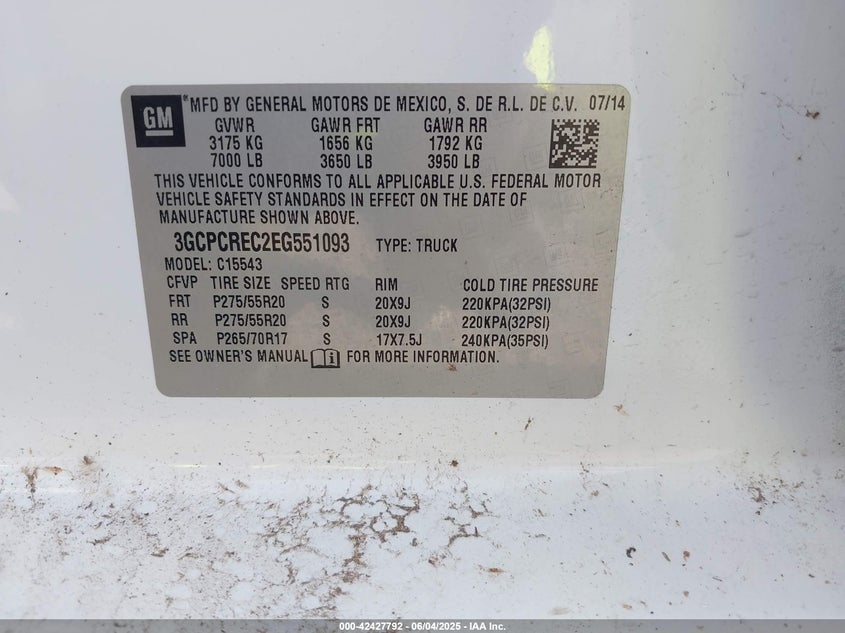 GM ® MFD BY GENERAL MOTORS DE MEXICO, S. DE R.L. DE C.V. 07/14
GVWR GAWR FRT GAWR RR
3175 KG 1656 KG 1792 KG
7000 LB 3650 LB 3950 LB
THIS VEHICLE CONFORMS TO ALL APPLICABLE U.S. FEDERAL MOTOR
VEHICLE SAFETY STANDARDS IN EFFECT ON THE DATE OF
MANUFACTURE SHOWN ABOVE.
3GCPCREC2EG551093 TYPE: TRUCK
MODEL: C15543
CFVP TIRE SIZE SPEED RTG RIM COLD TIRE PRESSURE
FRT P275/55R20 S 20X9J 220KPA(32PSI)
RR P275/55R20 S 20X9J 220KPA(32PSI)
SPA P265/70R17 S 17X7.5J 240KPA(35PSI)
SEE OWNER'S MANUAL FOR MORE INFORMATION.
000-42427792 - 06/04/2025 - IAA Inc.